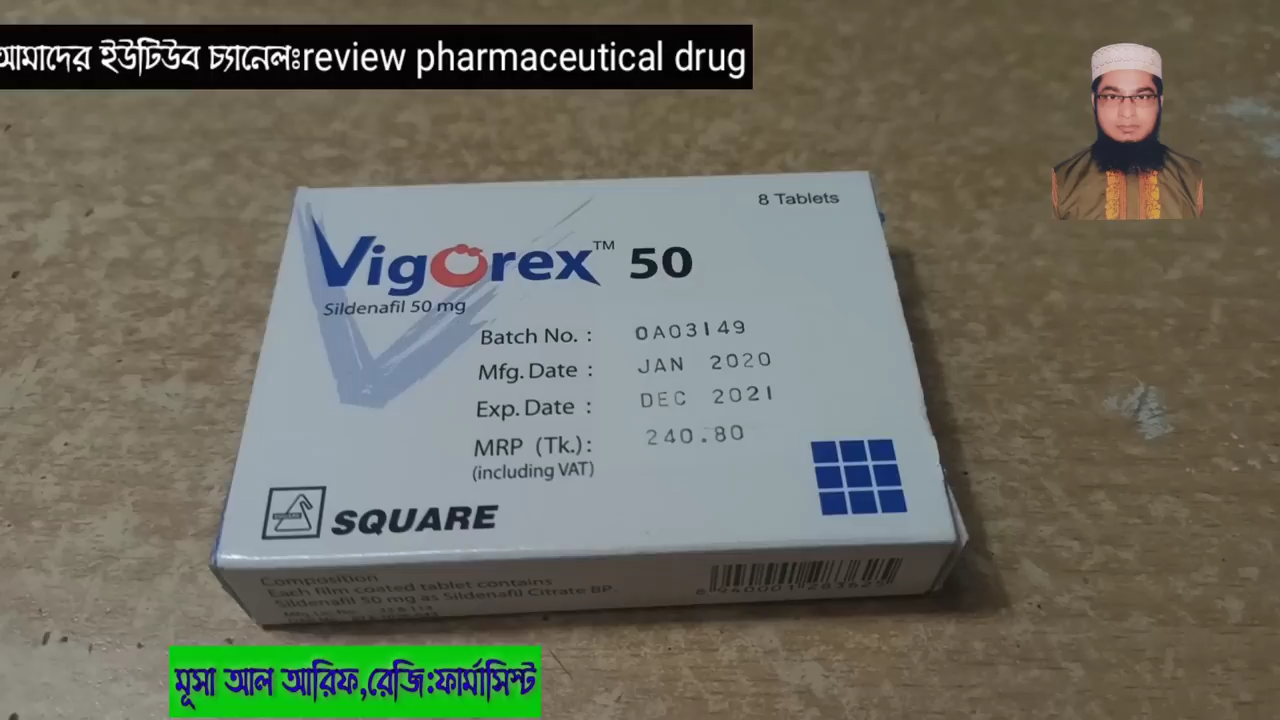 আমাদের ইউটিউব চ্যানেলঃreview pharmaceutical drug
8 Tablets
Vigorex™ 50
Sildenafil 50 mg
Batch No. : 0A03149
Mfg. Date : JAN 2020
Exp. Date : DEC 2021
MRP (Tk.): 240.80
(including VAT)
SQUARE
Composition
Each film coated tablet contains
Sildenafil 50 mg as Sildenafil Citrate BP.
মূসা আল আরিফ,রেজি:ফার্মাসিস্ট